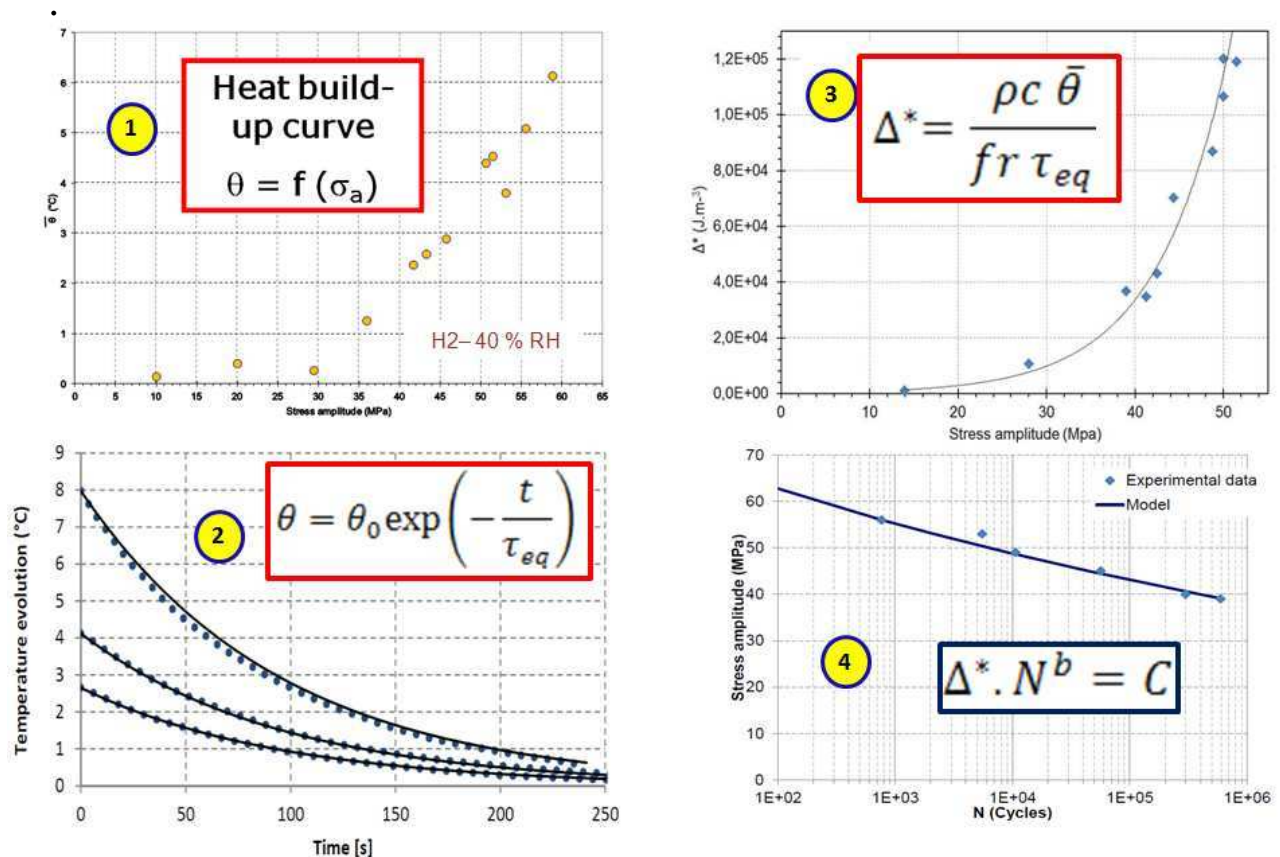 7
6
5
4
3
2
1
0
θ̄ (°C)
1
Heat build-
up curve
θ = f (σₐ)
H2– 40 % RH
0 5 10 15 20 25 30 35 40 45 50 55 60 65
Stress amplitude (MPa)
1,2E+05
1,0E+05
8,0E+04
6,0E+04
4,0E+04
2,0E+04
0,0E+00
Δ* (J.m⁻³)
3
Δ* = ρc θ̄ / fr τ_eq
0 10 20 30 40 50
Stress amplitude (Mpa)
9
8
7
6
5
4
3
2
1
0
Temperature evolution (°C)
2
θ = θ₀ exp(− t / τ_eq)
0 50 100 150 200 250
Time [s]
70
60
50
40
30
20
10
0
Stress amplitude (MPa)
Experimental data
Model
4
Δ*. Nᵇ = C
1E+02 1E+03 1E+04 1E+05 1E+06
N (Cycles)